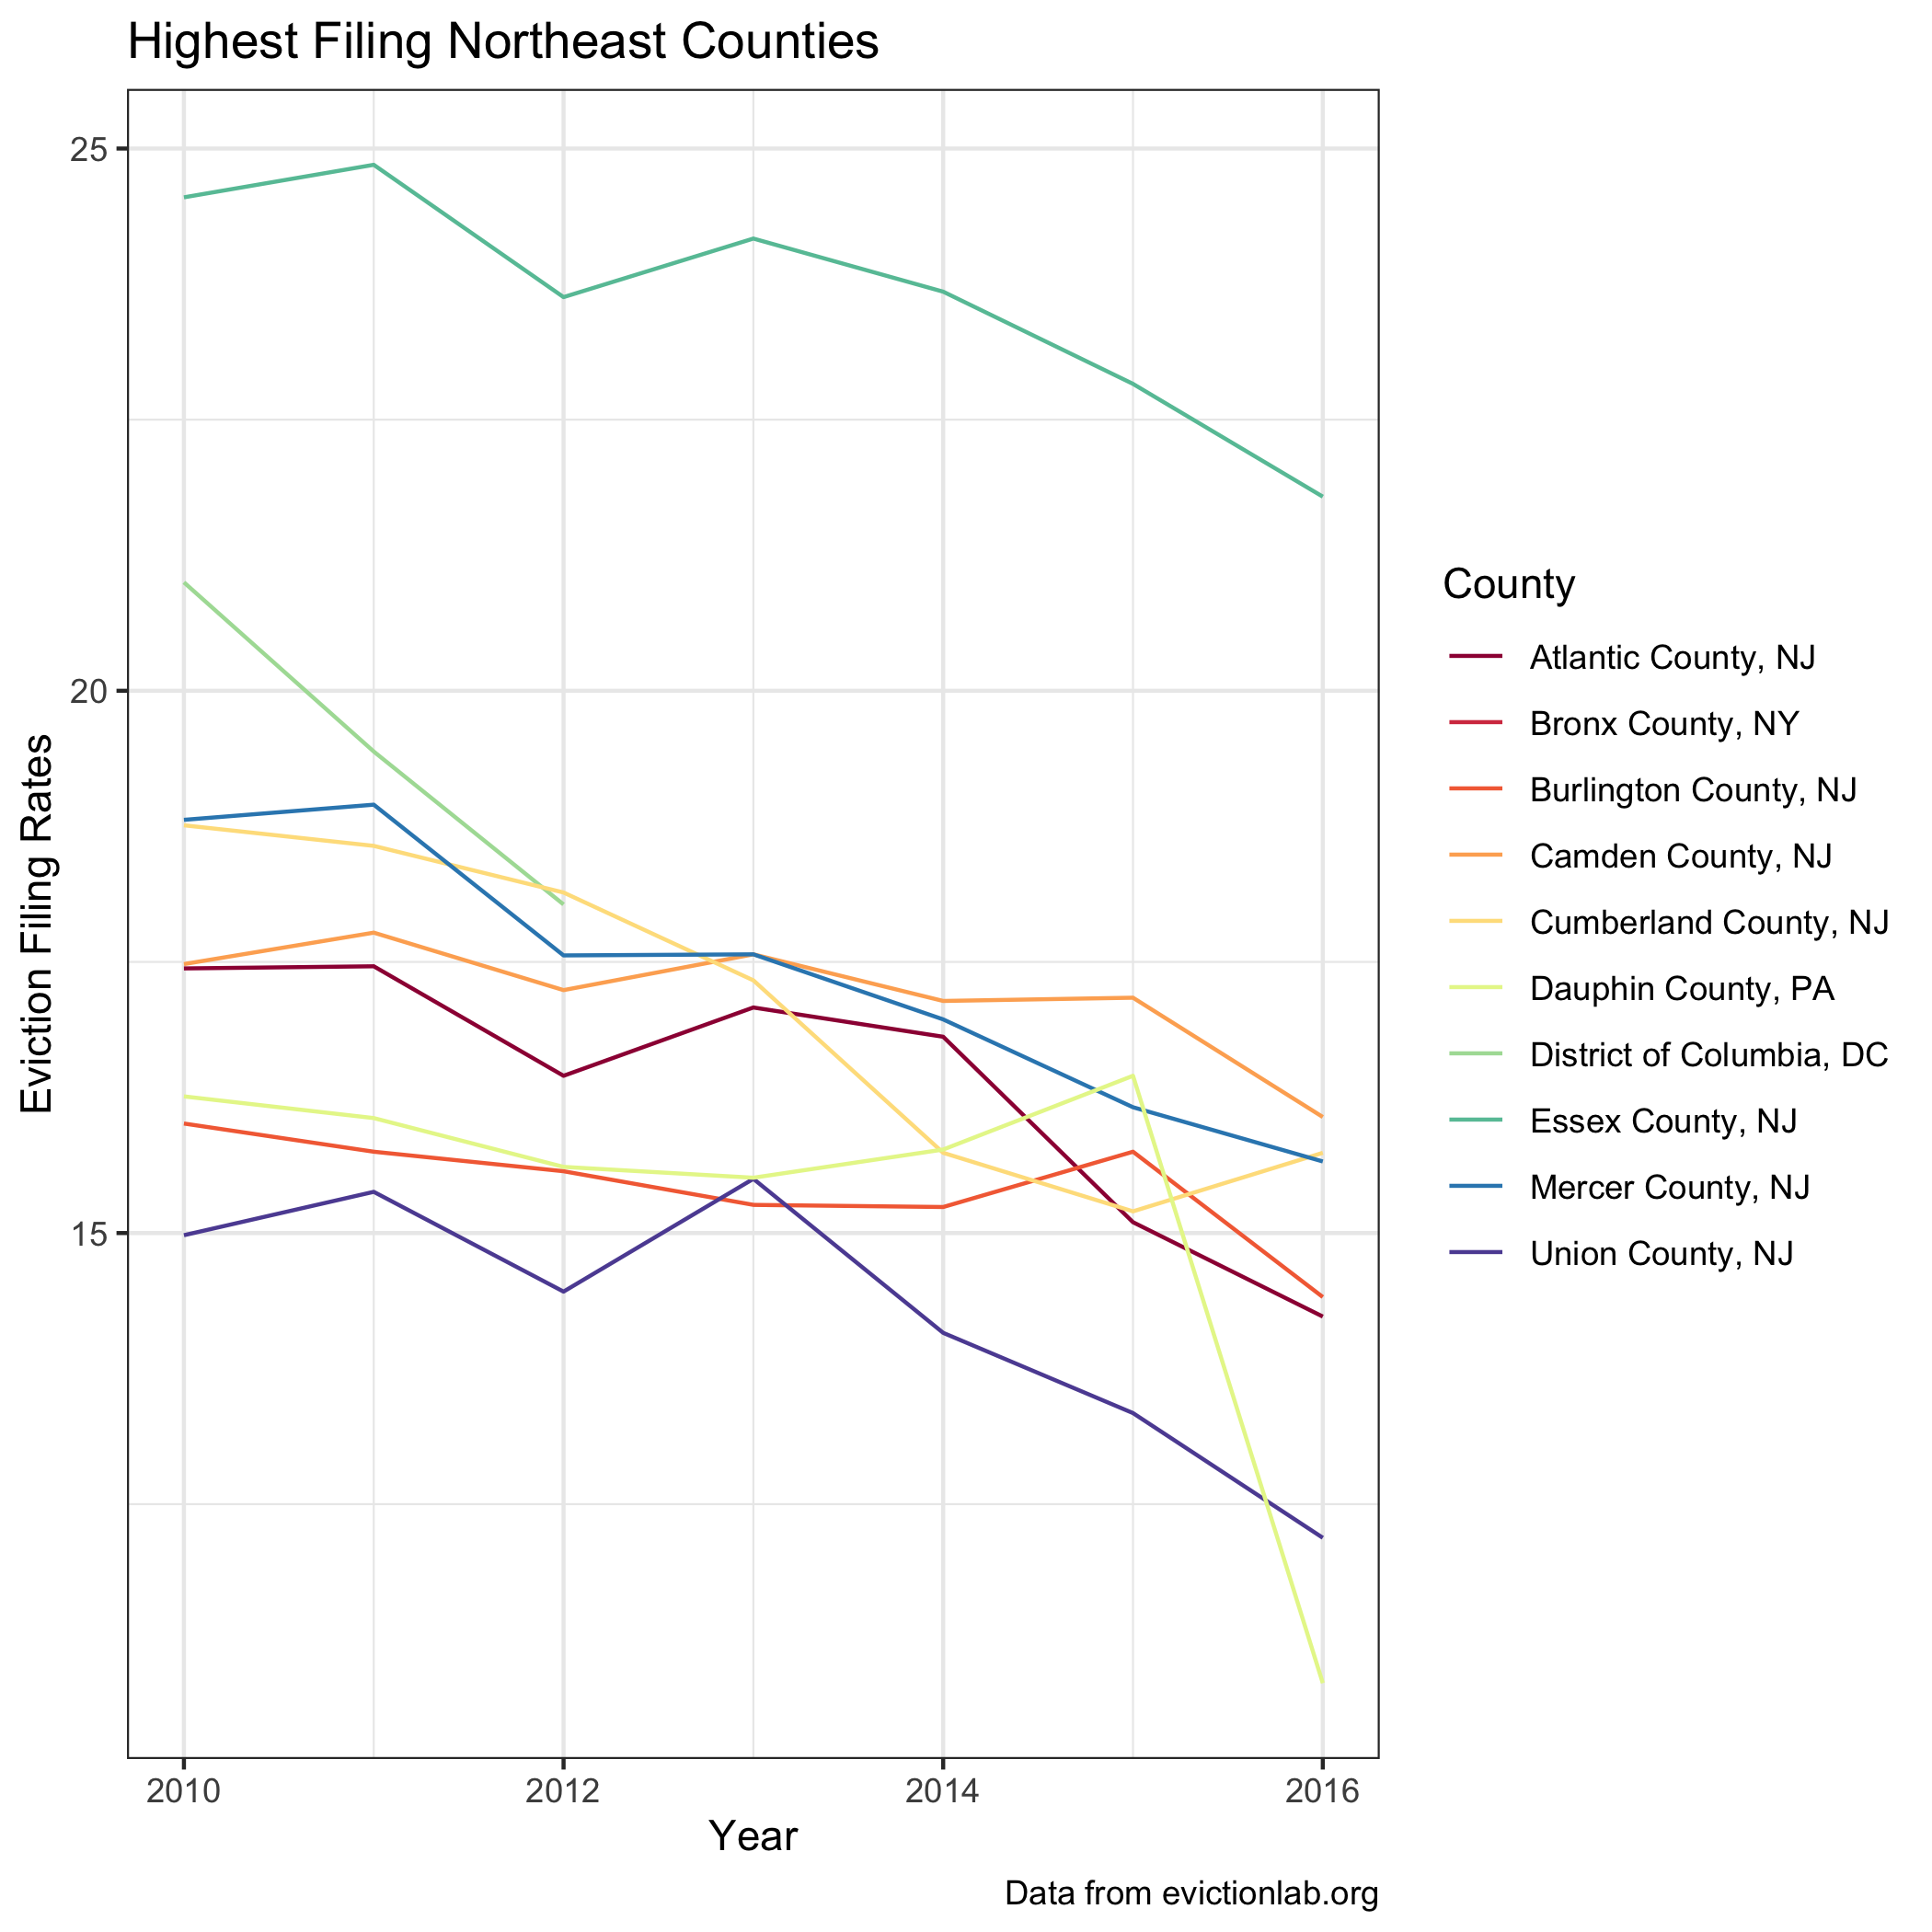 Highest Filing Northeast Counties
25
20
15
Eviction Filing Rates
2010 2012 2014 2016
Year
County
Atlantic County, NJ
Bronx County, NY
Burlington County, NJ
Camden County, NJ
Cumberland County, NJ
Dauphin County, PA
District of Columbia, DC
Essex County, NJ
Mercer County, NJ
Union County, NJ
Data from evictionlab.org